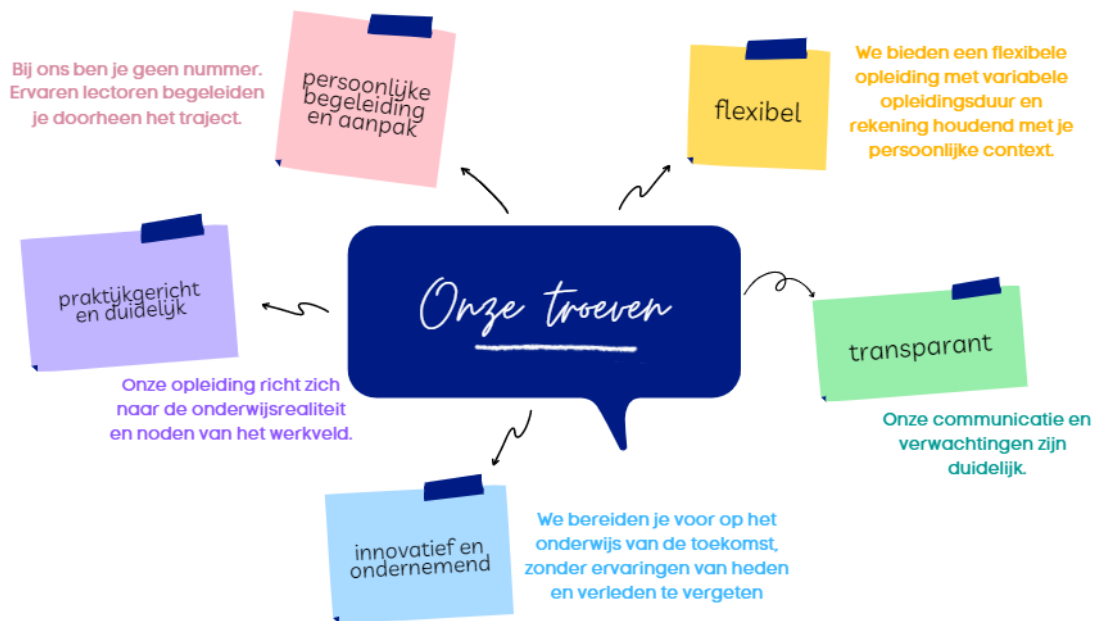 Bij ons ben je geen nummer.
Ervaren lectoren begeleiden
je doorheen het traject.
persoonlijke
begeleiding
en aanpak
flexibel
We bieden een flexibele
opleiding met variabele
opleidingsduur en
rekening houdend met je
persoonlijke context.
praktijkgericht
en duidelijk
Onze opleiding richt zich
naar de onderwijsrealiteit
en noden van het werkveld.
Onze troeven
transparant
Onze communicatie en
verwachtingen zijn
duidelijk.
innovatief en
ondernemend
We bereiden je voor op het
onderwijs van de toekomst,
zonder ervaringen van heden
en verleden te vergeten